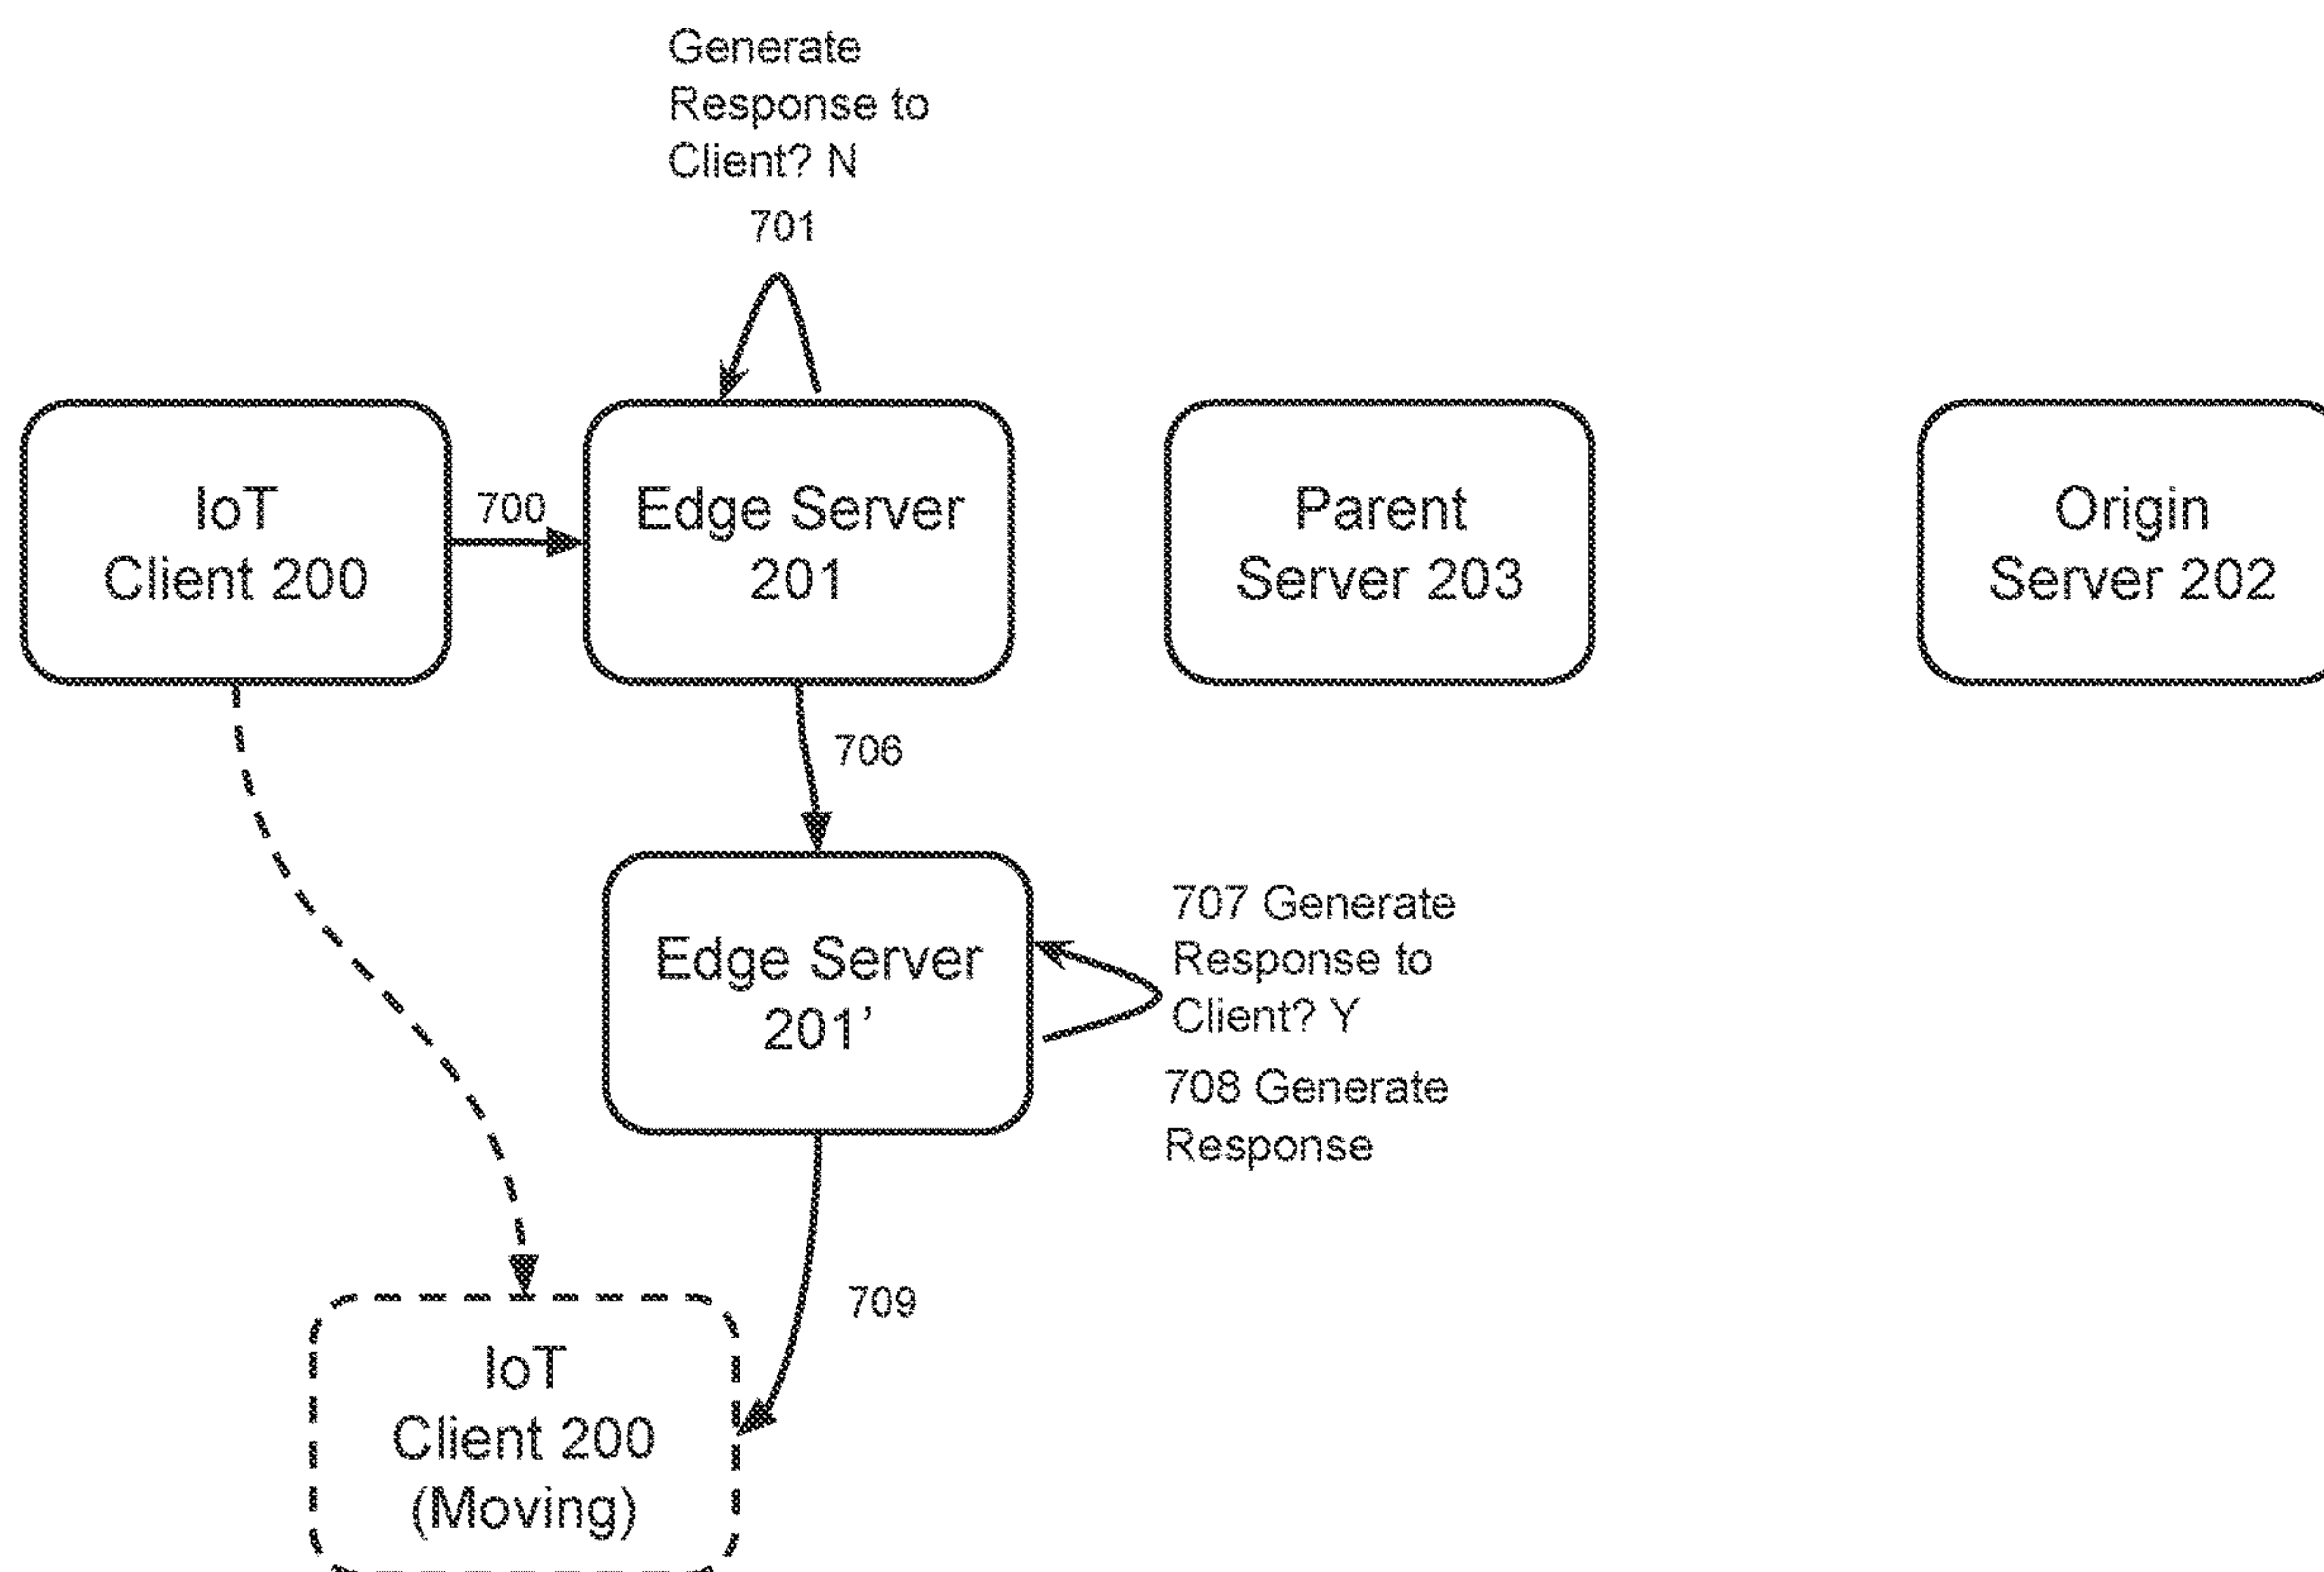 Generate
Response to
Client? N
701
IoT
Client 200
700
Edge Server
201
Parent
Server 203
Origin
Server 202
706
Edge Server
201'
707 Generate
Response to
Client? Y
708 Generate
Response
709
IoT
Client 200
(Moving)